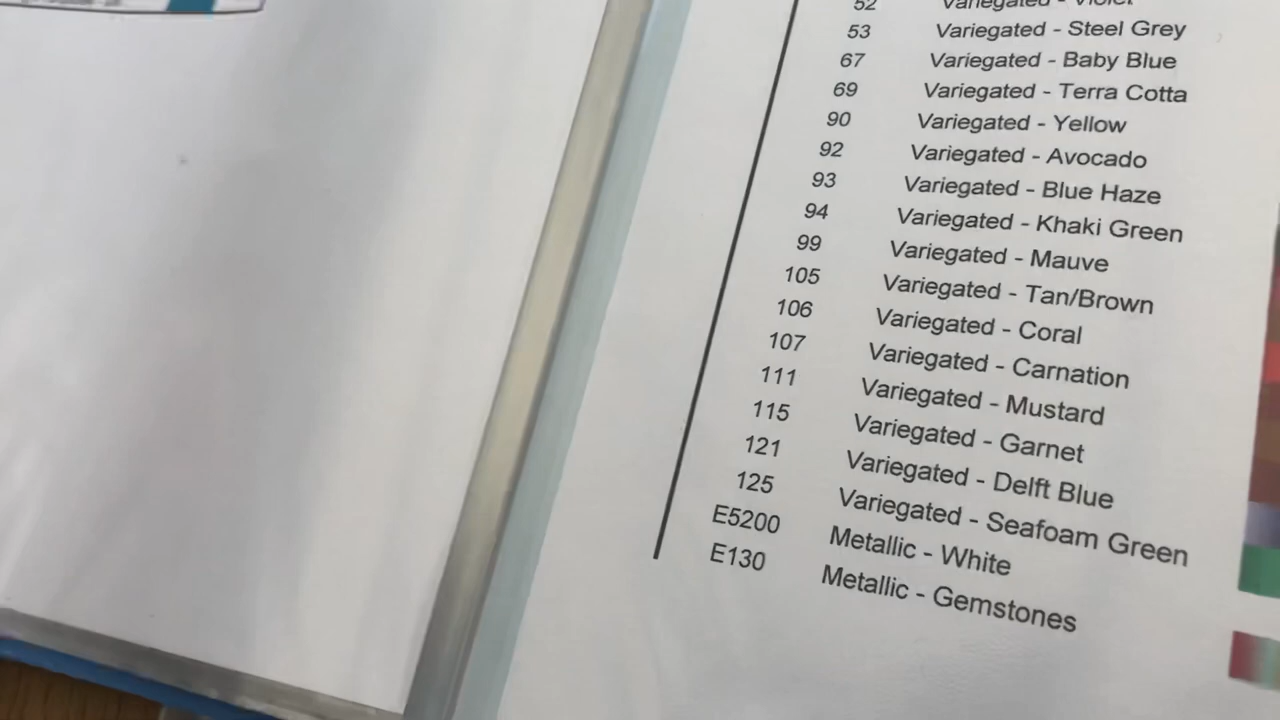 52 Variegated - Violet
53 Variegated - Steel Grey
67 Variegated - Baby Blue
69 Variegated - Terra Cotta
90 Variegated - Yellow
92 Variegated - Avocado
93 Variegated - Blue Haze
94 Variegated - Khaki Green
99 Variegated - Mauve
105 Variegated - Tan/Brown
106 Variegated - Coral
107 Variegated - Carnation
111 Variegated - Mustard
115 Variegated - Garnet
121 Variegated - Delft Blue
125 Variegated - Seafoam Green
E5200 Metallic - White
E130 Metallic - Gemstones